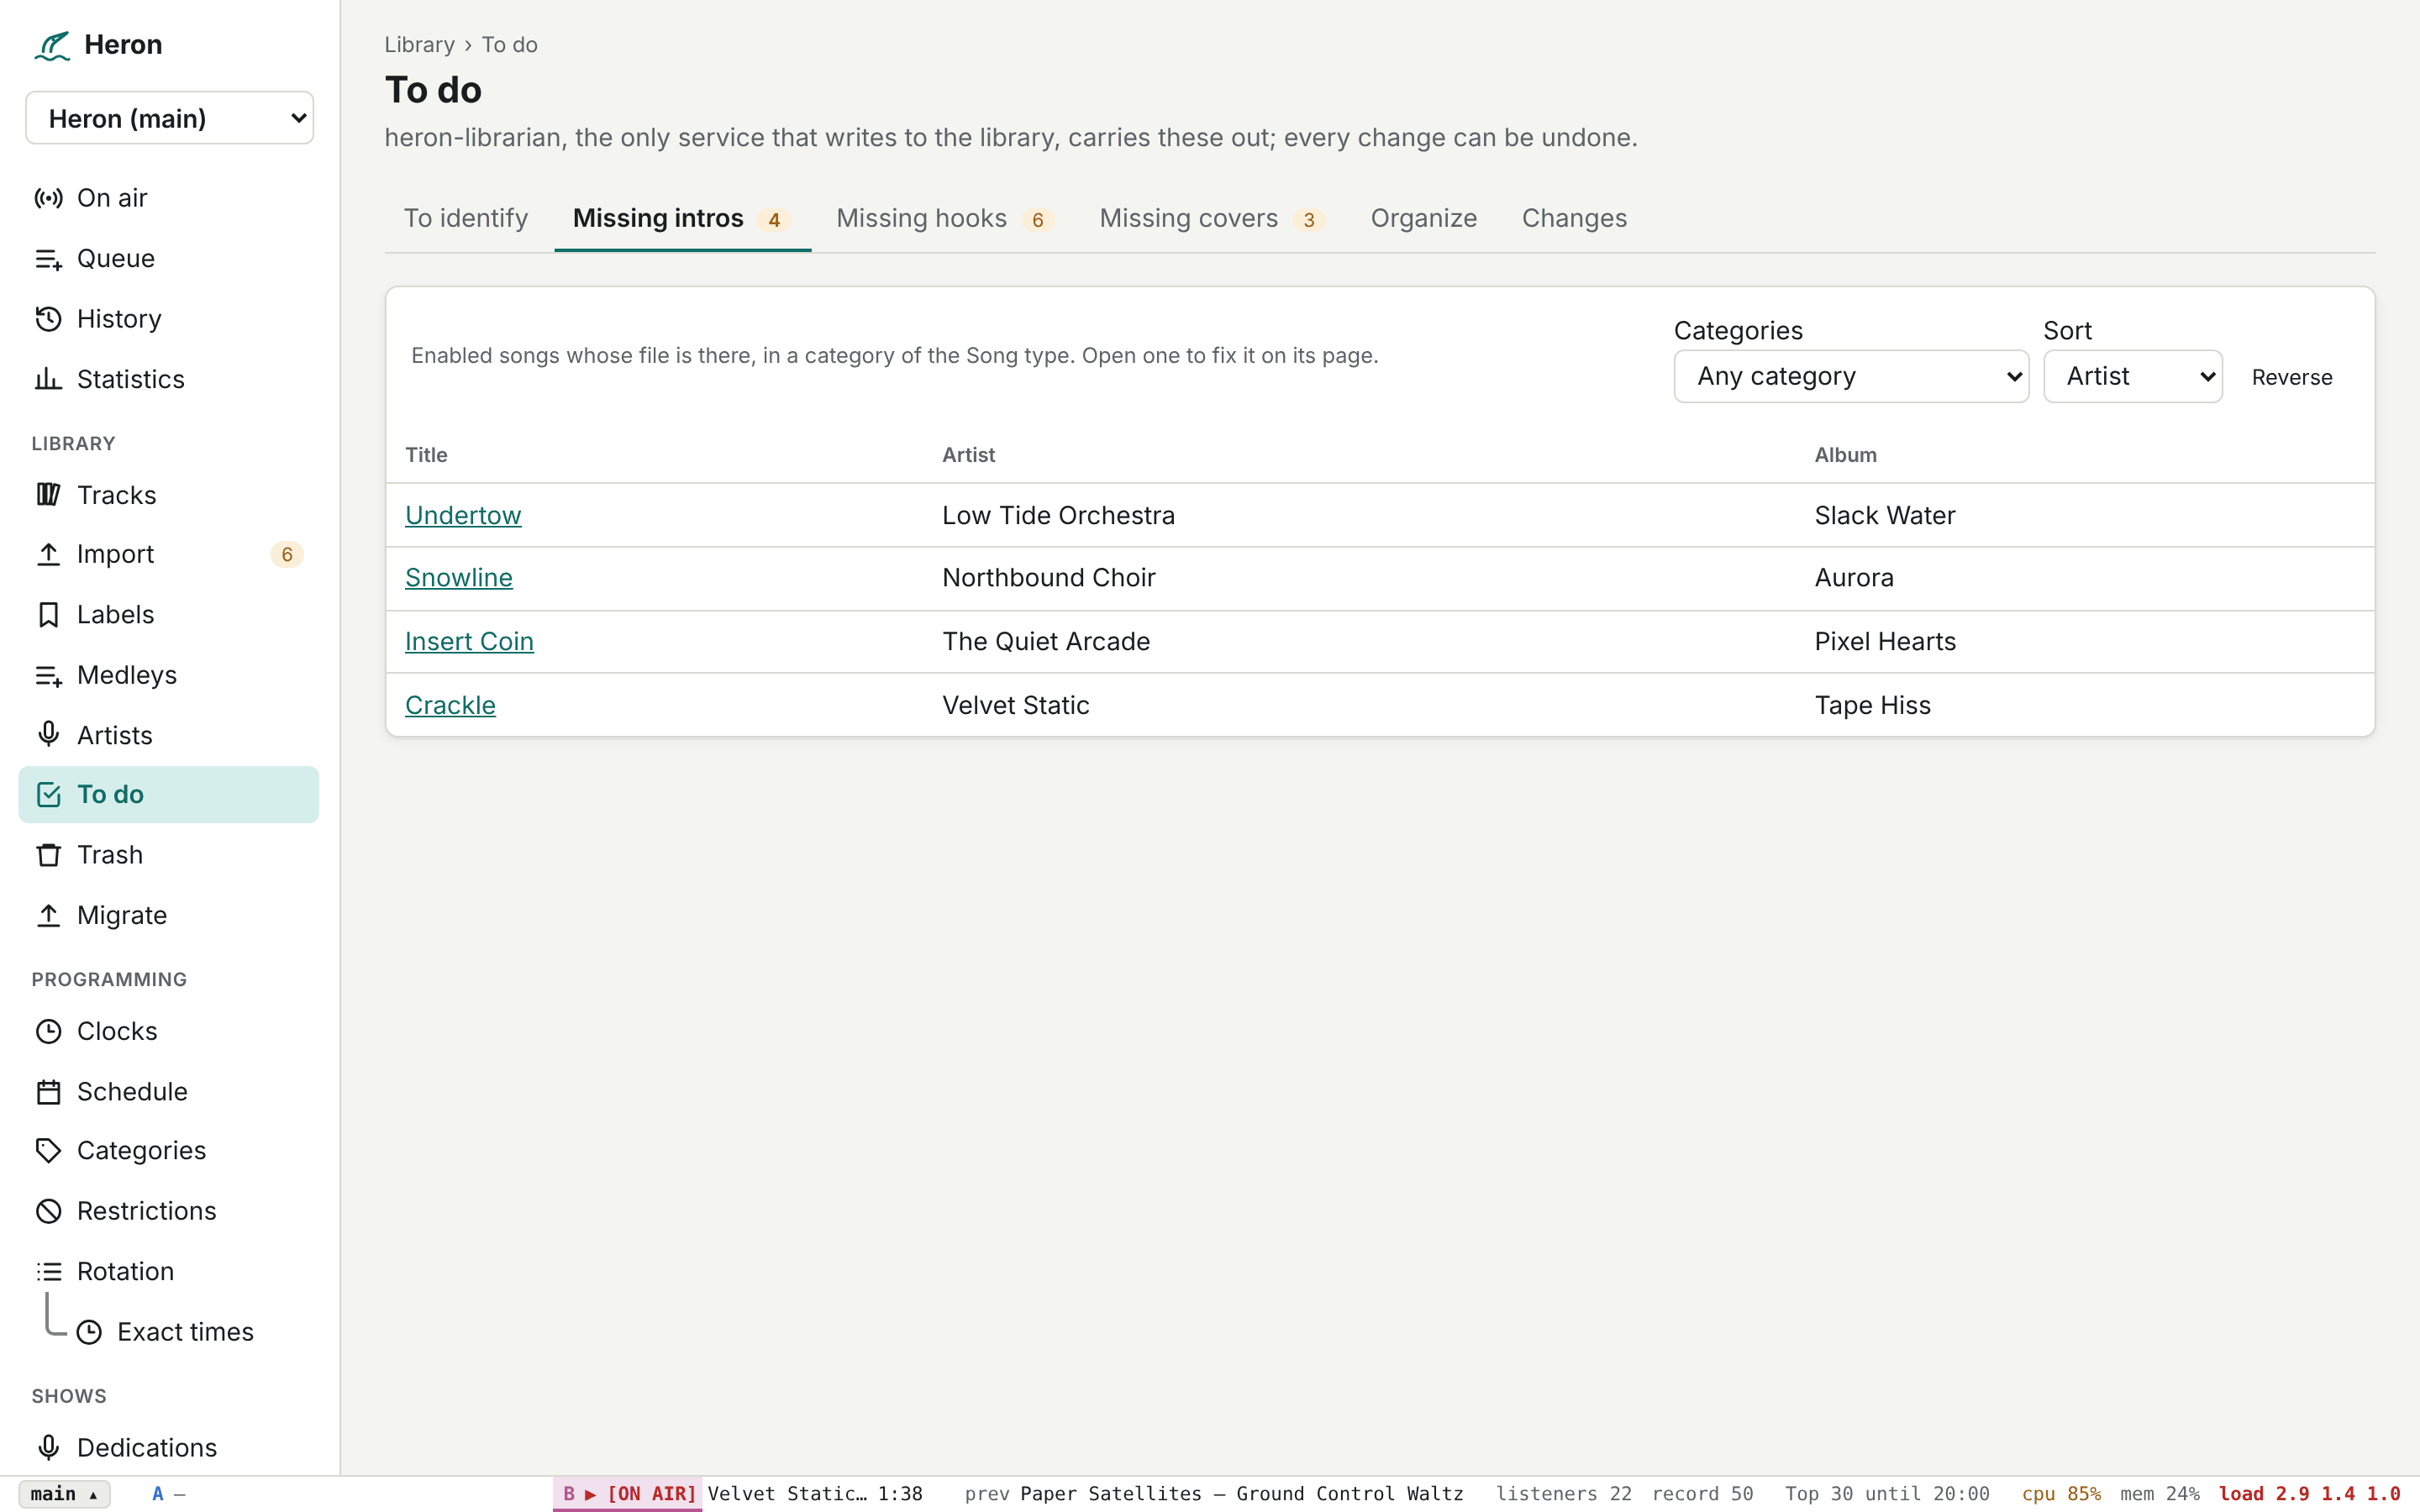 Heron
Heron (main)
On air
Queue
History
Statistics
LIBRARY
Tracks
Import 6
Labels
Medleys
Artists
To do
Trash
Migrate
PROGRAMMING
Clocks
Schedule
Categories
Restrictions
Rotation
Exact times
SHOWS
Dedications
Library › To do
To do
heron-librarian, the only service that writes to the library, carries these out; every change can be undone.
To identify Missing intros 4 Missing hooks 6 Missing covers 3 Organize Changes
Enabled songs whose file is there, in a category of the Song type. Open one to fix it on its page.
Categories Sort
Any category Artist Reverse
Title Artist Album
Undertow Low Tide Orchestra Slack Water
Snowline Northbound Choir Aurora
Insert Coin The Quiet Arcade Pixel Hearts
Crackle Velvet Static Tape Hiss
main ▴ A — B ▶ [ON AIR] Velvet Static… 1:38 prev Paper Satellites — Ground Control Waltz listeners 22 record 50 Top 30 until 20:00 cpu 85% mem 24% load 2.9 1.4 1.0